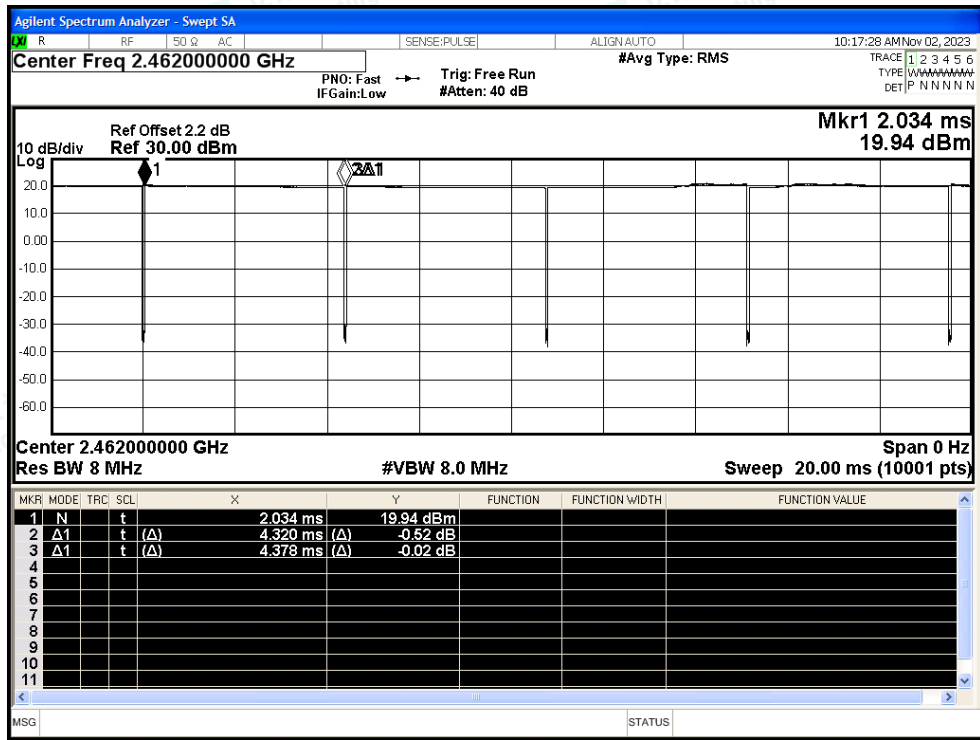 Agilent Spectrum Analyzer - Swept SA
LXI R RF 50 Ω AC SENSE:PULSE ALIGN AUTO 10:17:28 AM Nov 02, 2023
Center Freq 2.462000000 GHz #Avg Type: RMS TRACE 1 2 3 4 5 6
PNO: Fast Trig: Free Run TYPE WWWWWW
IFGain:Low #Atten: 40 dB DET P N N N N N
Mkr1 2.034 ms
Ref Offset 2.2 dB
10 dB/div Ref 30.00 dBm 19.94 dBm
Log
1 3Δ1
20.0
10.0
0.00
-10.0
-20.0
-30.0
-40.0
-50.0
-60.0
Center 2.462000000 GHz Span 0 Hz
Res BW 8 MHz #VBW 8.0 MHz Sweep 20.00 ms (10001 pts)
MKR MODE TRC SCL X Y FUNCTION FUNCTION WIDTH FUNCTION VALUE
1 N t 2.034 ms 19.94 dBm
2 Δ1 t (Δ) 4.320 ms (Δ) -0.52 dB
3 Δ1 t (Δ) 4.378 ms (Δ) -0.02 dB
4
5
6
7
8
9
10
11
MSG STATUS